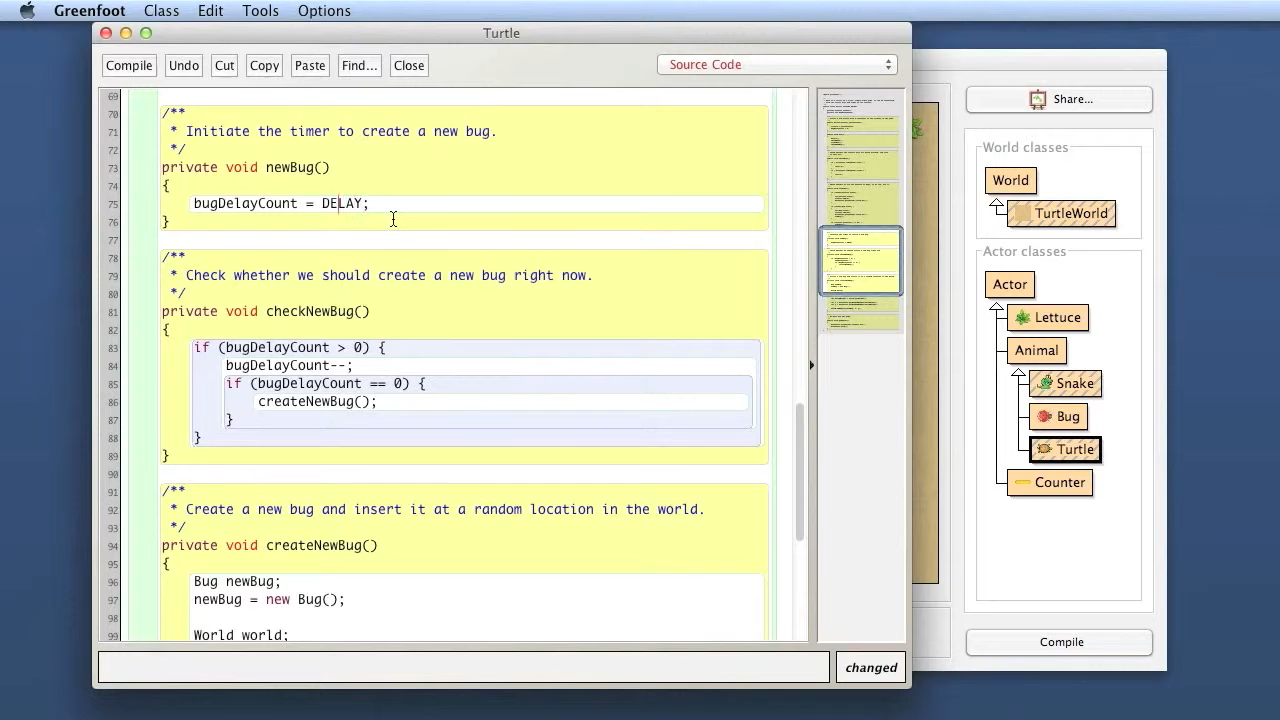 Greenfoot Class Edit Tools Options
Turtle
Compile Undo Cut Copy Paste Find... Close Source Code
Share...
World classes
World
TurtleWorld
Actor classes
Actor
Lettuce
Animal
Snake
Bug
Turtle
Counter
Compile
69
70 /**
71 * Initiate the timer to create a new bug.
72 */
73 private void newBug()
74 {
75 bugDelayCount = DELAY;
76 }
77
78 /**
79 * Check whether we should create a new bug right now.
80 */
81 private void checkNewBug()
82 {
83 if (bugDelayCount > 0) {
84 bugDelayCount--;
85 if (bugDelayCount == 0) {
86 createNewBug();
87 }
88 }
89 }
90
91 /**
92 * Create a new bug and insert it at a random location in the world.
93 */
94 private void createNewBug()
95 {
96 Bug newBug;
97 newBug = new Bug();
98
99 World world;
changed